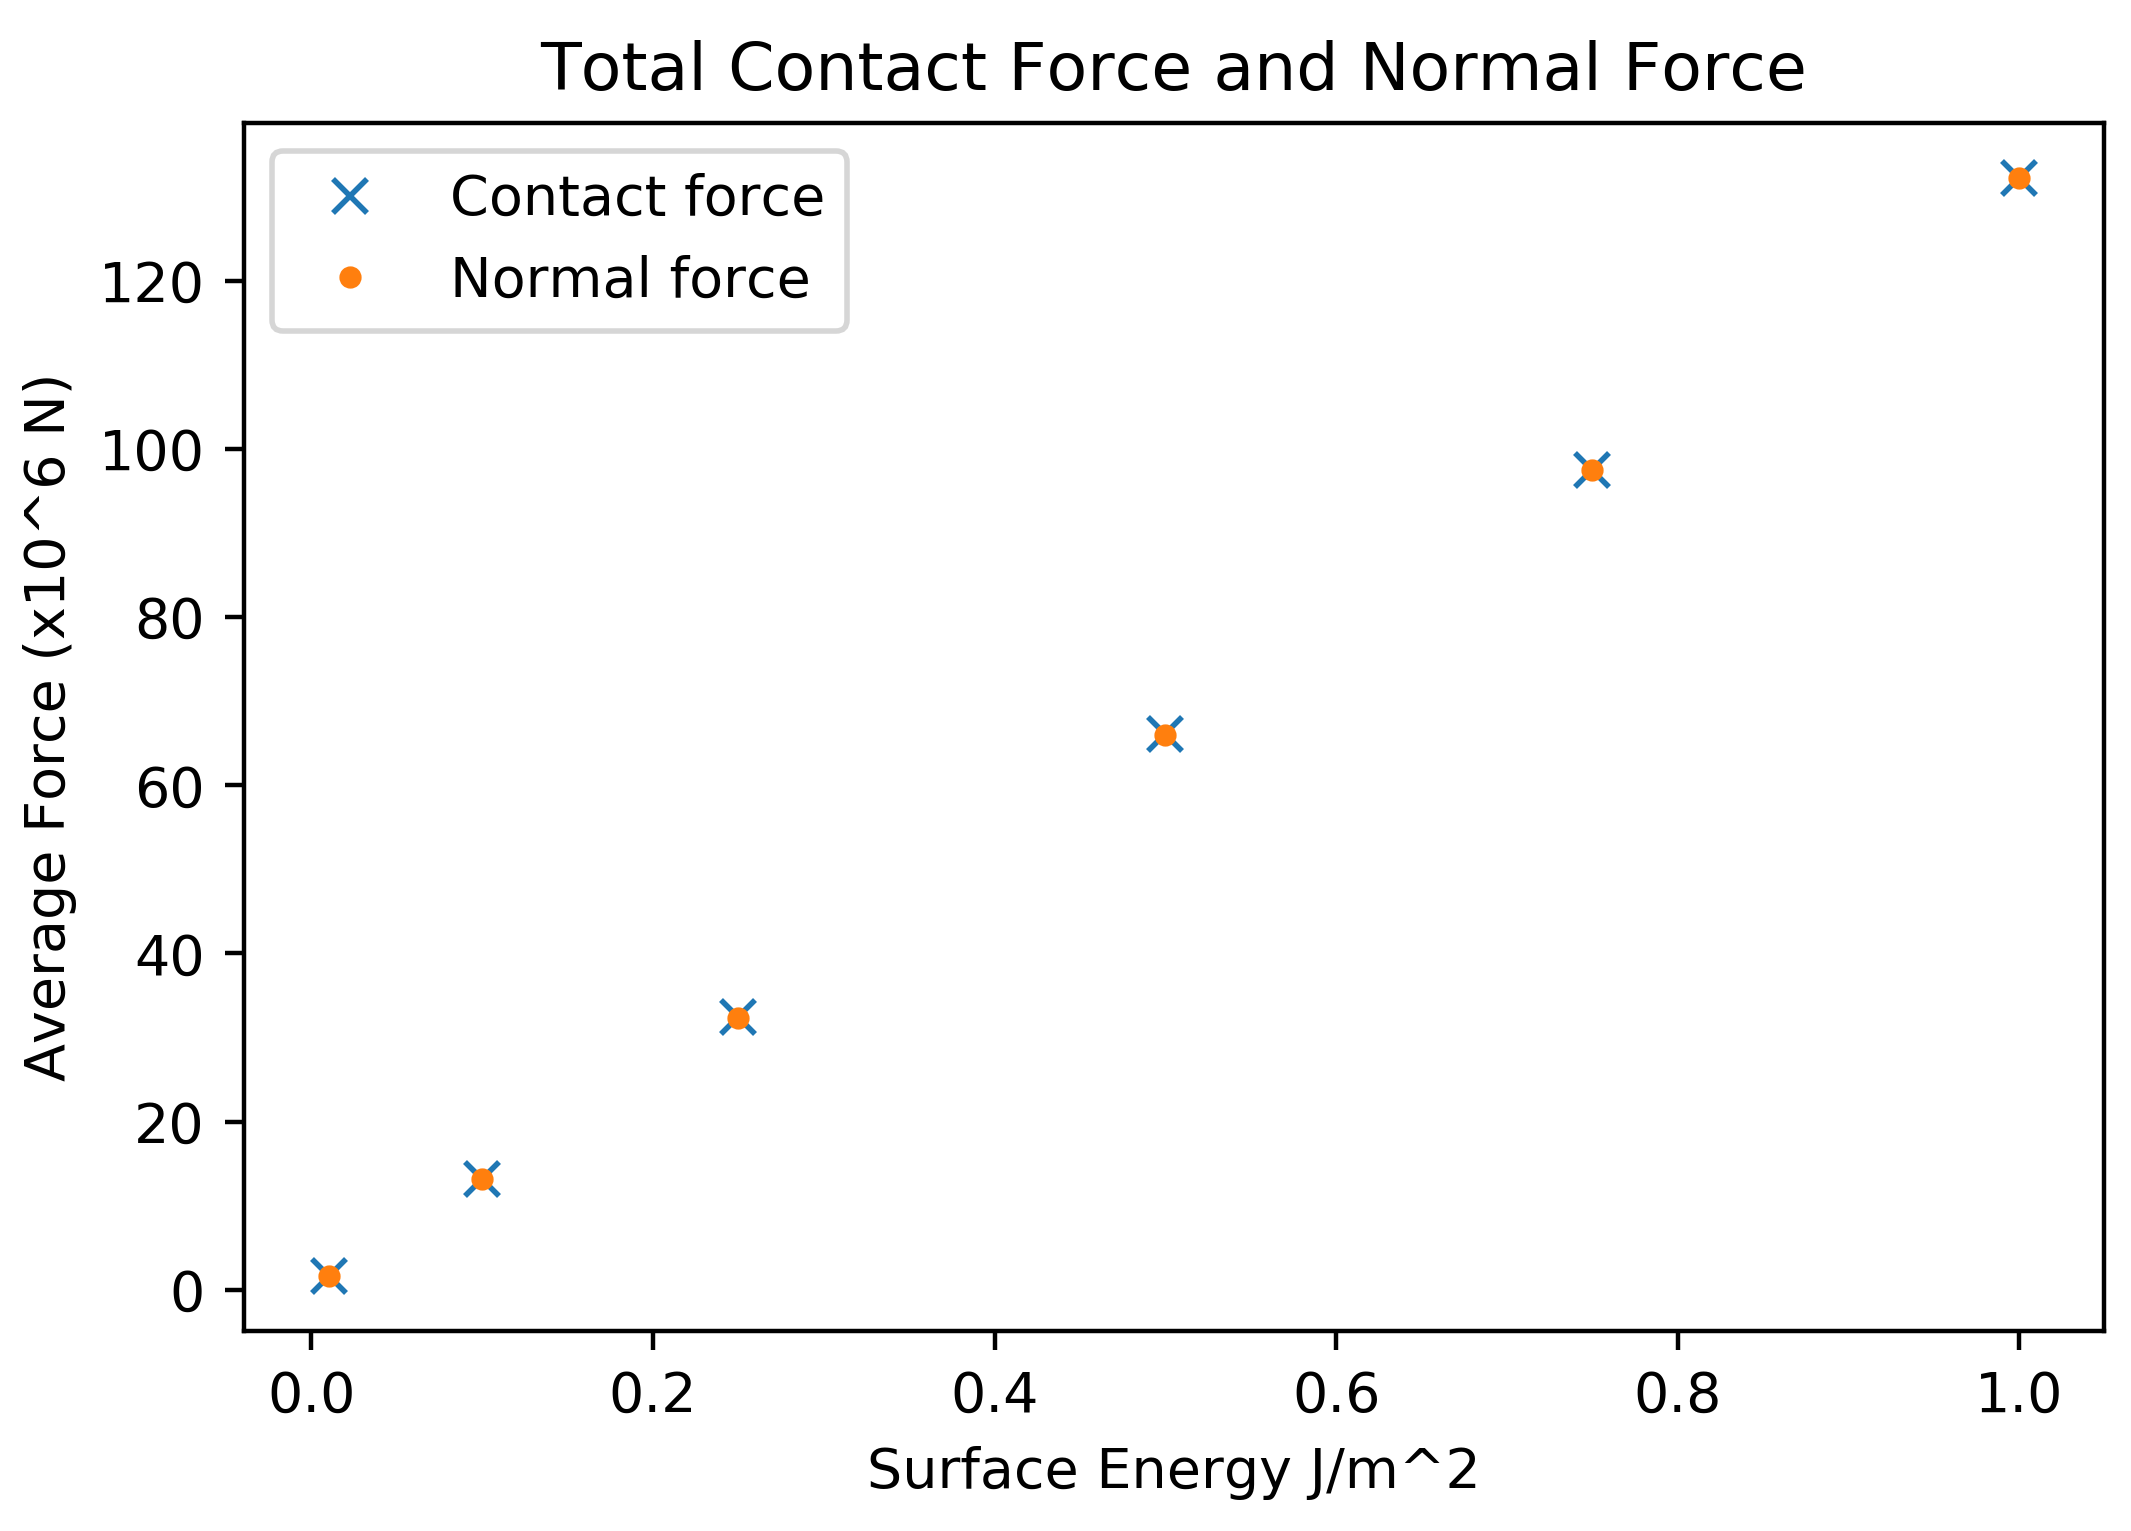 Total Contact Force and Normal Force
Contact force
Normal force
120
100
80
60
40
20
0
Average Force (x10^6 N)
0.0 0.2 0.4 0.6 0.8 1.0
Surface Energy J/m^2